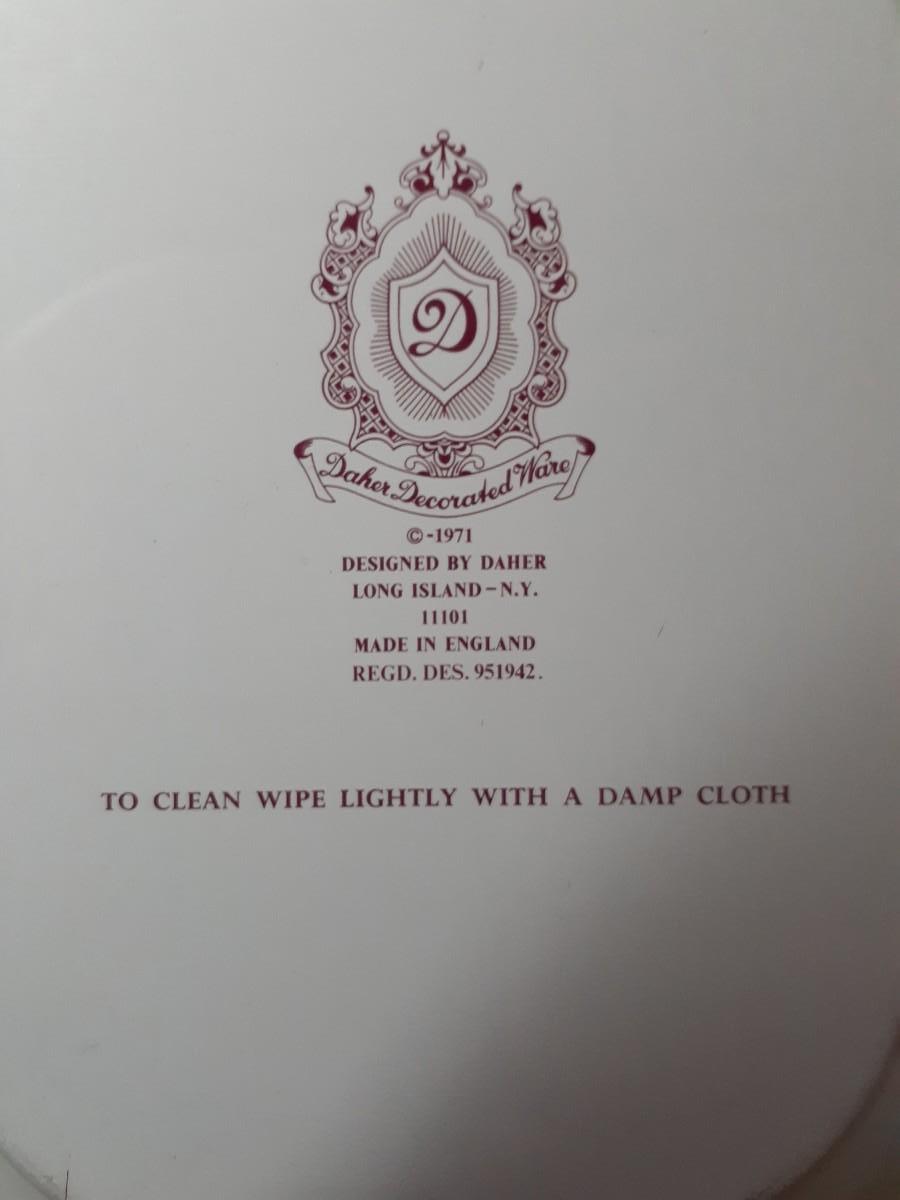 D
Daher Decorated Ware
©-1971
DESIGNED BY DAHER
LONG ISLAND-N.Y.
11101
MADE IN ENGLAND
REGD. DES. 951942.
TO CLEAN WIPE LIGHTLY WITH A DAMP CLOTH